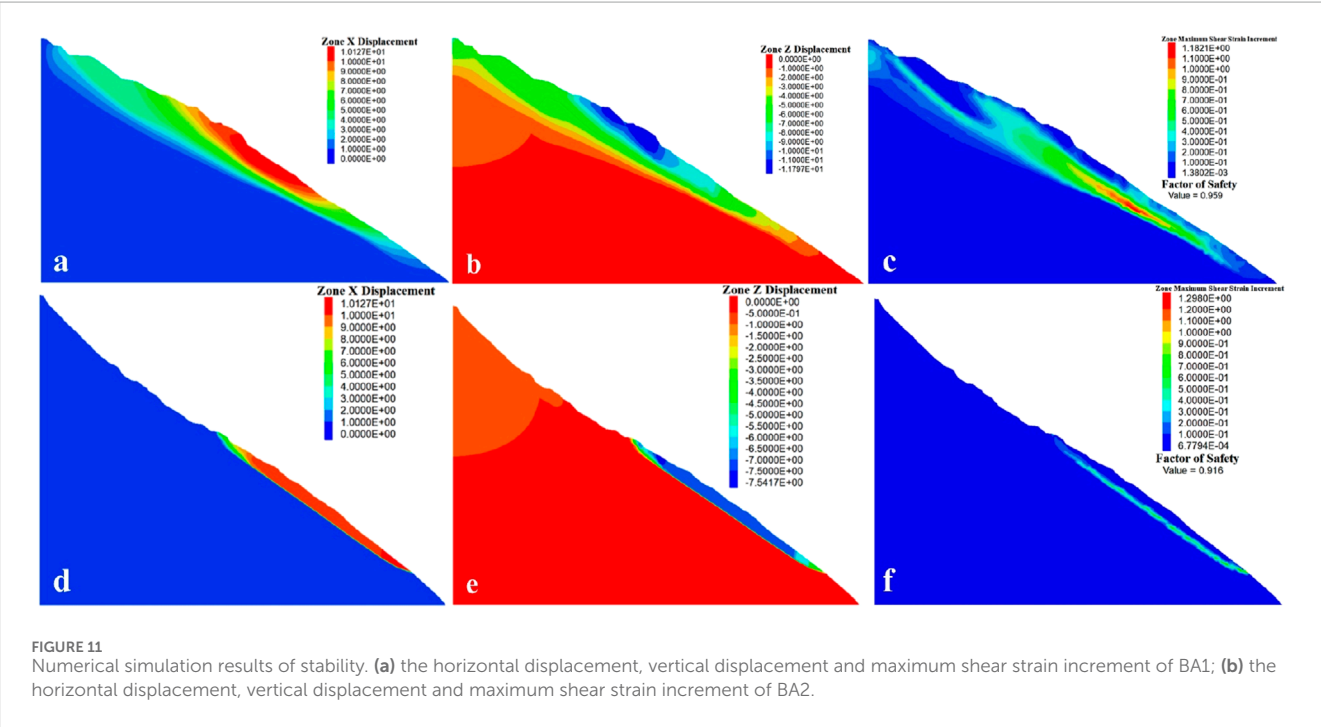 Zone X Displacement
1.0127E+01
1.0000E+01
9.0000E+00
8.0000E+00
7.0000E+00
6.0000E+00
5.0000E+00
4.0000E+00
3.0000E+00
2.0000E+00
1.0000E+00
0.0000E+00
a
Zone Z Displacement
0.0000E+00
-1.0000E+00
-2.0000E+00
-3.0000E+00
-4.0000E+00
-5.0000E+00
-6.0000E+00
-7.0000E+00
-8.0000E+00
-9.0000E+00
-1.0000E+01
-1.1000E+01
-1.1797E+01
b
Zone Maximum Shear Strain Increment
1.1821E+00
1.1000E+00
1.0000E+00
9.0000E-01
8.0000E-01
7.0000E-01
6.0000E-01
5.0000E-01
4.0000E-01
3.0000E-01
2.0000E-01
1.0000E-01
1.3802E-03
Factor of Safety
Value = 0.959
c
Zone X Displacement
1.0127E+01
1.0000E+01
9.0000E+00
8.0000E+00
7.0000E+00
6.0000E+00
5.0000E+00
4.0000E+00
3.0000E+00
2.0000E+00
1.0000E+00
0.0000E+00
d
Zone Z Displacement
0.0000E+00
-5.0000E-01
-1.0000E+00
-1.5000E+00
-2.0000E+00
-2.5000E+00
-3.0000E+00
-3.5000E+00
-4.0000E+00
-4.5000E+00
-5.0000E+00
-5.5000E+00
-6.0000E+00
-6.5000E+00
-7.0000E+00
-7.5000E+00
-7.5417E+00
e
Zone Maximum Shear Strain Increment
1.2980E+00
1.2000E+00
1.1000E+00
1.0000E+00
9.0000E-01
8.0000E-01
7.0000E-01
6.0000E-01
5.0000E-01
4.0000E-01
3.0000E-01
2.0000E-01
1.0000E-01
6.7794E-04
Factor of Safety
Value = 0.916
f
FIGURE 11
Numerical simulation results of stability. (a) the horizontal displacement, vertical displacement and maximum shear strain increment of BA1; (b) the
horizontal displacement, vertical displacement and maximum shear strain increment of BA2.